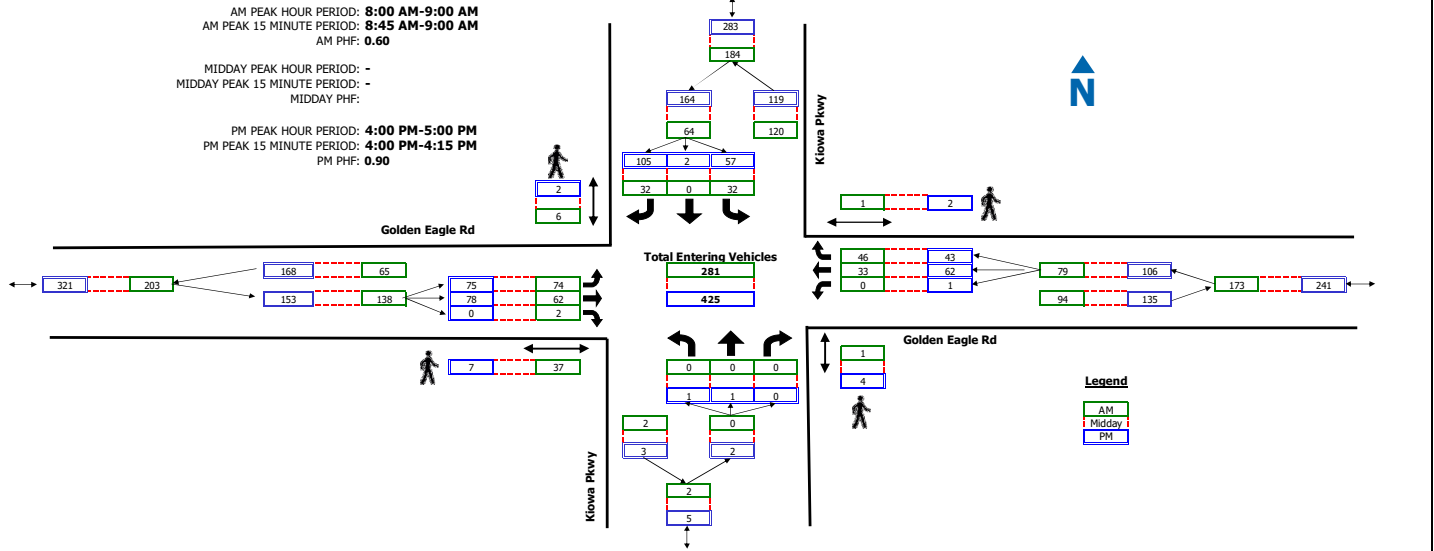 AM PEAK HOUR PERIOD: 8:00 AM-9:00 AM
AM PEAK 15 MINUTE PERIOD: 8:45 AM-9:00 AM
AM PHF: 0.60
MIDDAY PEAK HOUR PERIOD: -
MIDDAY PEAK 15 MINUTE PERIOD: -
MIDDAY PHF:
PM PEAK HOUR PERIOD: 4:00 PM-5:00 PM
PM PEAK 15 MINUTE PERIOD: 4:00 PM-4:15 PM
PM PHF: 0.90
283
184
164 119
64 120
105 2 57
32 0 32
Kiowa Pkwy
N
2
6
1 2
Golden Eagle Rd
Total Entering Vehicles
281
425
321 203
168 65
153 138
75 74
78 62
0 2
46 43
33 62
0 1
79 106
94 135
173 241
Golden Eagle Rd
7 37
0 0 0
1 1 0
2 0
3 2
2
5
Kiowa Pkwy
1
4
Legend
AM
Midday
PM